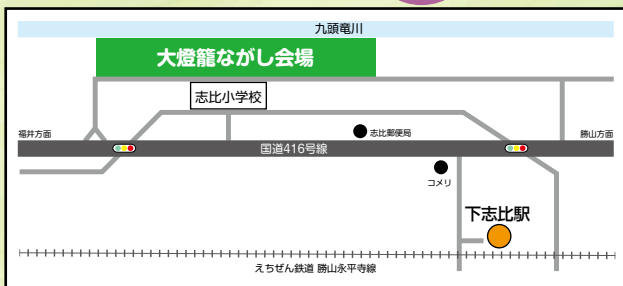 九頭竜川
大燈籠ながし会場
志比小学校
福井方面
志比郵便局
勝山方面
国道416号線
コメリ
下志比駅
えちぜん鉄道 勝山永平寺線